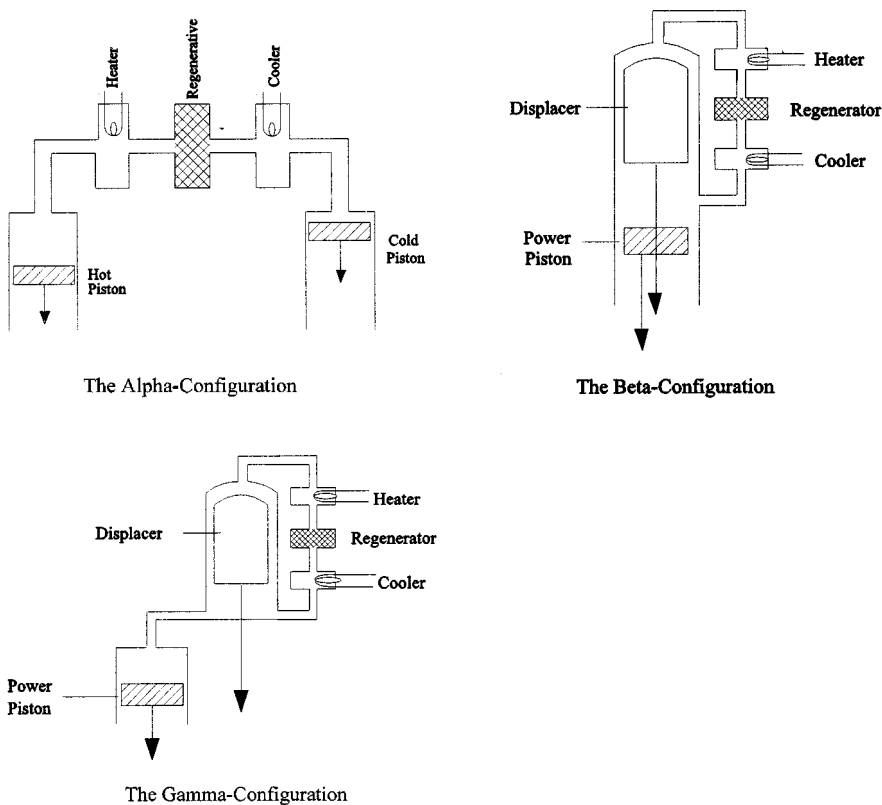 Heater
Regenerative
Cooler
Hot
Piston
Cold
Piston
The Alpha-Configuration
Displacer
Heater
Regenerator
Cooler
Power
Piston
The Beta-Configuration
Displacer
Heater
Regenerator
Cooler
Power
Piston
The Gamma-Configuration